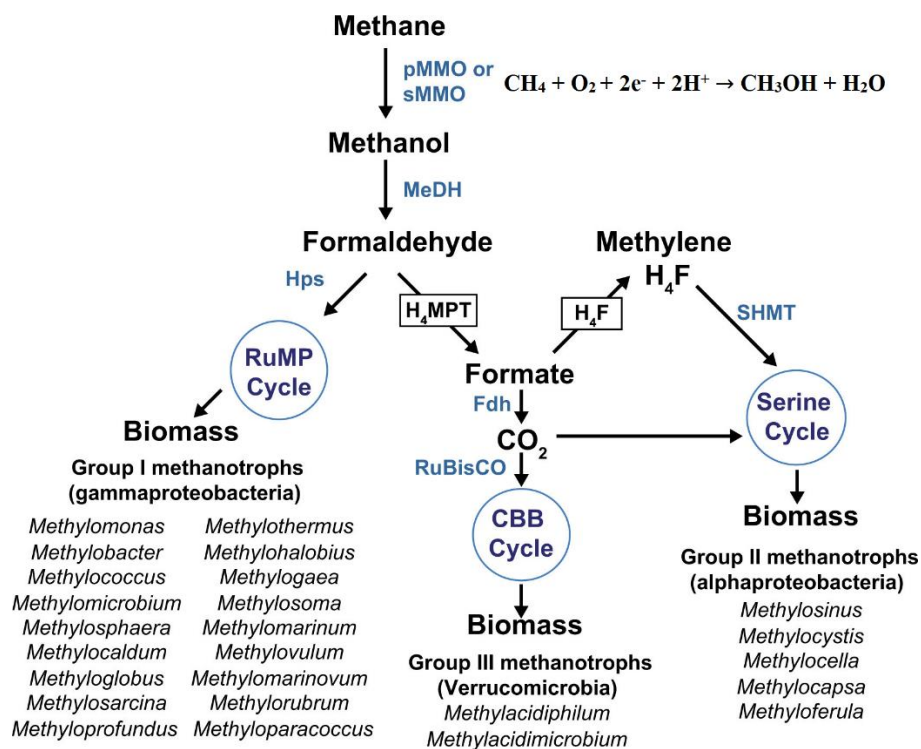 Methane
pMMO or
sMMO
CH₄ + O₂ + 2e⁻ + 2H⁺ → CH₃OH + H₂O
Methanol
MeDH
Formaldehyde
Methylene
H₄F
Hps
H₄MPT
H₄F
SHMT
RuMP
Cycle
Formate
Fdh
Serine
Cycle
CO₂
Biomass
Group I methanotrophs
(gammaproteobacteria)
Methylomonas Methylothermus
Methylobacter Methylohalobius
Methylococcus Methylogaea
Methylomicrobium Methylosoma
Methylosphaera Methylomarinum
Methylocaldum Methylovulum
Methyloglobus Methylomarinovum
Methylosarcina Methylorubrum
Methyloprofundus Methyloparacoccus
RuBisCO
CBB
Cycle
Biomass
Group III methanotrophs
(Verrucomicrobia)
Methylacidiphilum
Methylacidimicrobium
Biomass
Group II methanotrophs
(alphaproteobacteria)
Methylosinus
Methylocystis
Methylocella
Methylocapsa
Methyloferula